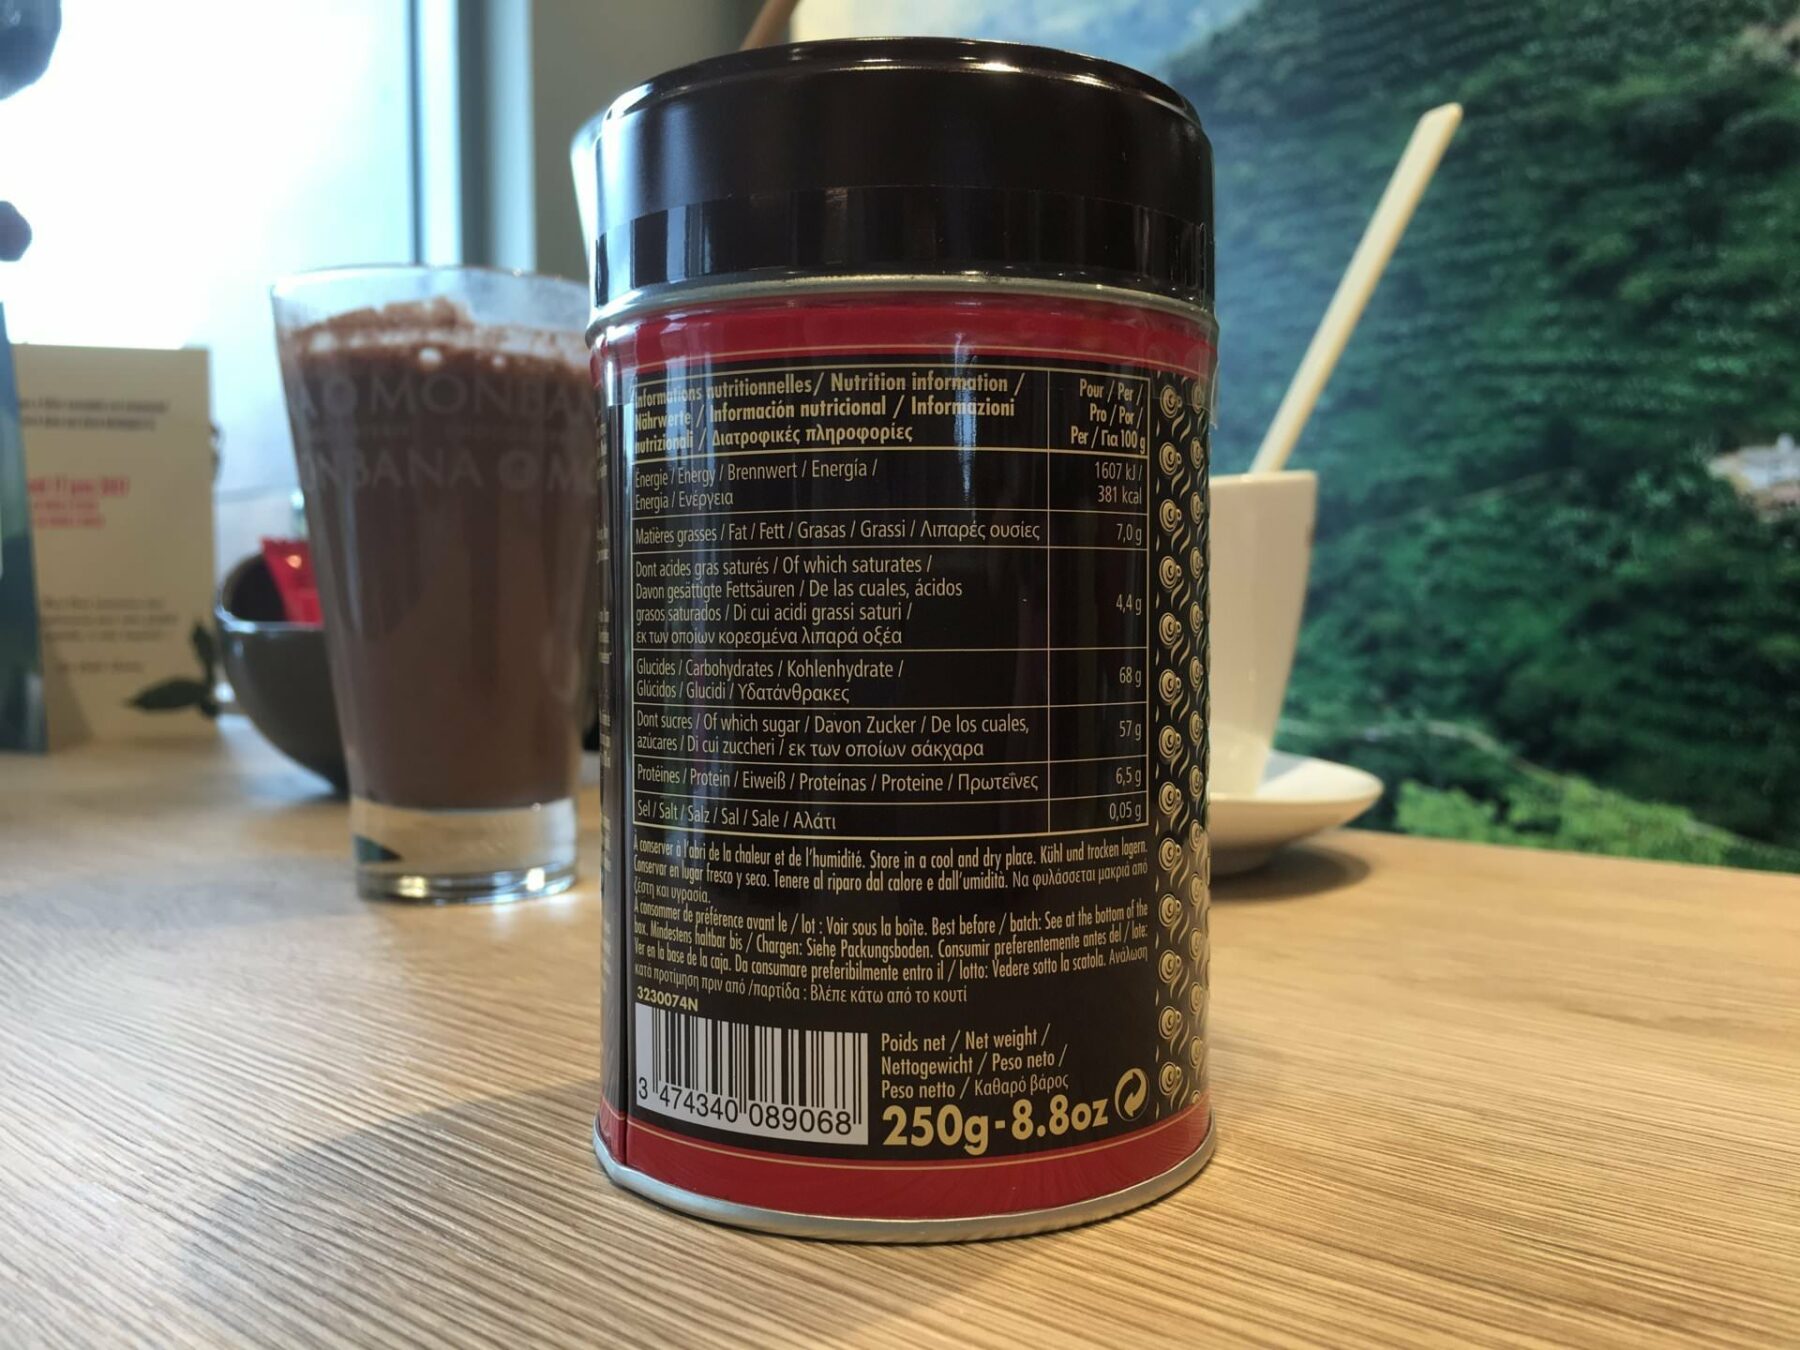 MONBANA
NBANA
Informations nutritionnelles / Nutrition information /
Nährwerte / Información nutricional / Informazioni
nutrizionali / Διατροφικές πληροφορίες
Pour / Per /
Pro / Por /
Per / Για 100 g
Énergie / Energy / Brennwert / Energía /
Energia / Ενέργεια
1607 kJ /
381 kcal
Matières grasses / Fat / Fett / Grasas / Grassi / Λιπαρές ουσίες
7,0 g
Dont acides gras saturés / Of which saturates /
Davon gesättigte Fettsäuren / De las cuales, ácidos
grasos saturados / Di cui acidi grassi saturi /
εκ των οποίων κορεσμένα λιπαρά οξέα
4,4 g
Glucides / Carbohydrates / Kohlenhydrate /
Glúcidos / Glucidi / Υδατάνθρακες
68 g
Dont sucres / Of which sugar / Davon Zucker / De los cuales,
azúcares / Di cui zuccheri / εκ των οποίων σάκχαρα
57 g
Protéines / Protein / Eiweiß / Proteínas / Proteine / Πρωτεΐνες
6,5 g
Sel / Salt / Salz / Sal / Sale / Αλάτι
0,05 g
À conserver à l'abri de la chaleur et de l'humidité. Store in a cool and dry place. Kühl und trocken lagern.
Conservar en lugar fresco y seco. Tenere al riparo dal calore e dall'umidità. Να φυλάσσεται μακριά από
ζέστη και υγρασία.
À consommer de préférence avant le / lot : Voir sous la boîte. Best before / batch: See at the bottom of the
box. Mindestens haltbar bis / Chargen: Siehe Packungsboden. Consumir preferentemente antes del / lote:
Ver en la base de la caja. Da consumare preferibilmente entro il / lotto: Vedere sotto la scatola. Ανάλωση
κατά προτίμηση πριν από /παρτίδα : Βλέπε κάτω από το κουτί
3230074N
3 474340 089068
Poids net / Net weight /
Nettogewicht / Peso neto /
Peso netto / Καθαρό βάρος
250g-8.8oz